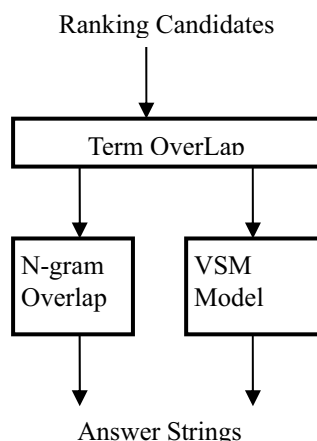 Ranking Candidates
Term OverLap
N-gram
Overlap
VSM
Model
Answer Strings